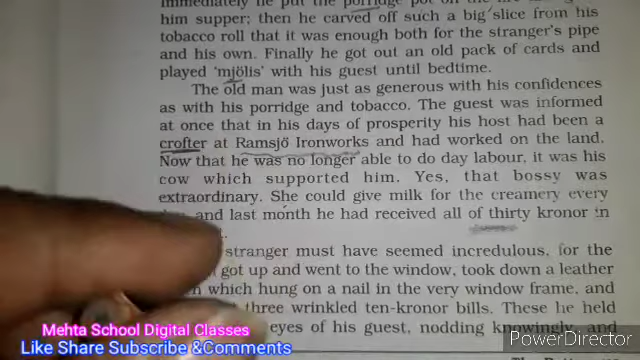 immediately he put the porridge pot on the
him supper; then he carved off such a big slice from his
tobacco roll that it was enough both for the stranger's pipe
and his own. Finally he got out an old pack of cards and
played 'mjölis' with his guest until bedtime.
The old man was just as generous with his confidences
as with his porridge and tobacco. The guest was informed
at once that in his days of prosperity his host had been a
crofter at Ramsjö Ironworks and had worked on the land.
Now that he was no longer able to do day labour, it was his
cow which supported him. Yes, that bossy was
extraordinary. She could give milk for the creamery every
and last month he had received all of thirty kronor in
stranger must have seemed incredulous, for the
got up and went to the window, took down a leather
which hung on a nail in the very window frame, and
three wrinkled ten-kronor bills. These he held
eyes of his guest, nodding knowingly, and
Mehta School Digital Classes
Like Share Subscribe &Comments
PowerDirector